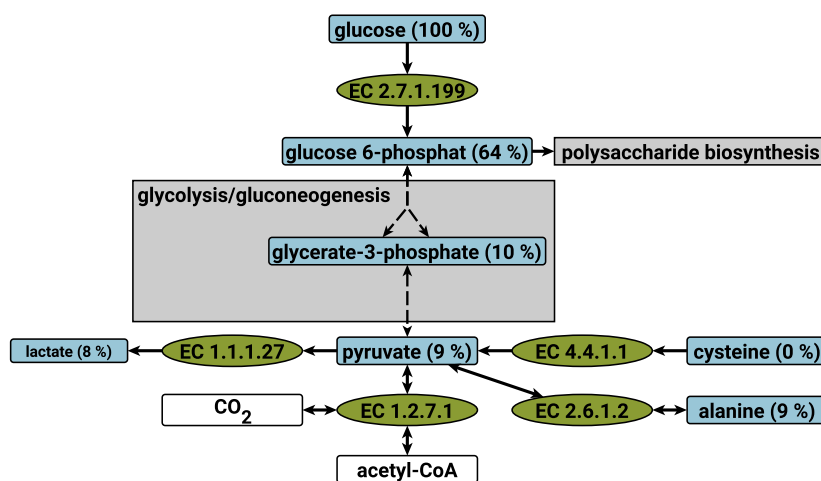 glucose (100 %)
EC 2.7.1.199
glucose 6-phosphat (64 %)
polysaccharide biosynthesis
glycolysis/gluconeogenesis
glycerate-3-phosphate (10 %)
lactate (8 %)
EC 1.1.1.27
pyruvate (9 %)
EC 4.4.1.1
cysteine (0 %)
CO2
EC 1.2.7.1
EC 2.6.1.2
alanine (9 %)
acetyl-CoA